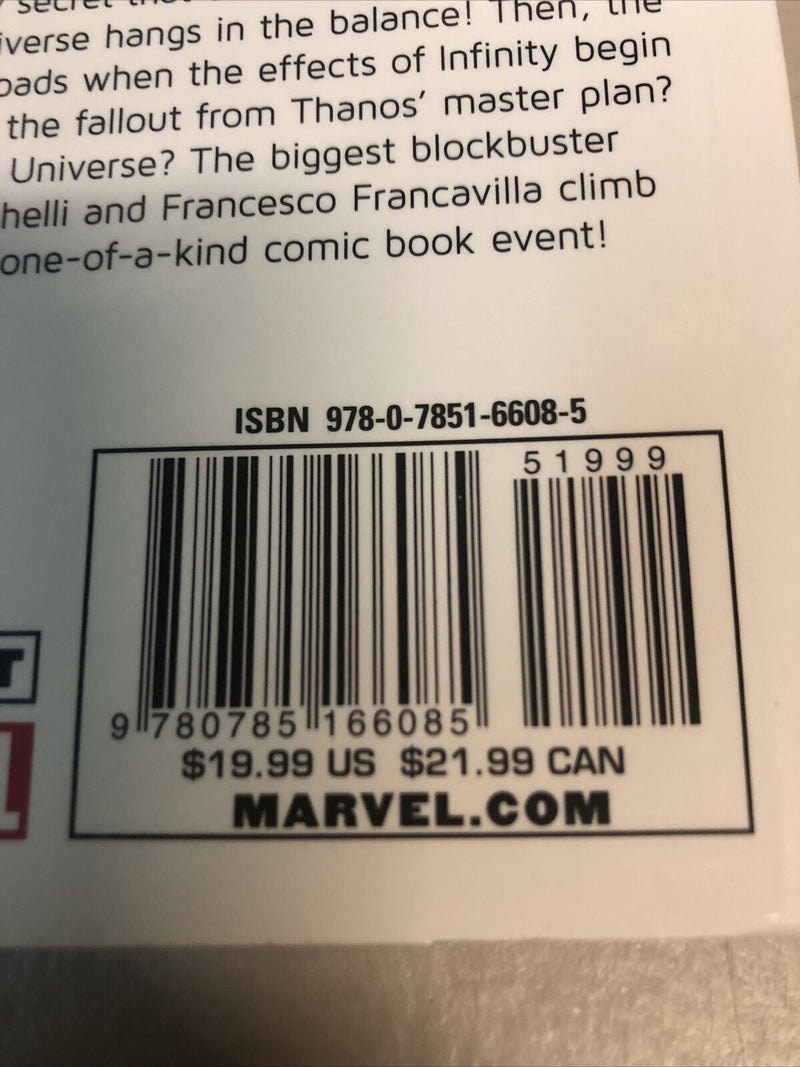 secret
iverse hangs in the balance! Then, the
oads when the effects of Infinity begin
the fallout from Thanos’ master plan?
Universe? The biggest blockbuster
helli and Francesco Francavilla climb
one-of-a-kind comic book event!
ISBN 978-0-7851-6608-5
51999
9 780785 166085
$19.99 US $21.99 CAN
MARVEL.COM
T